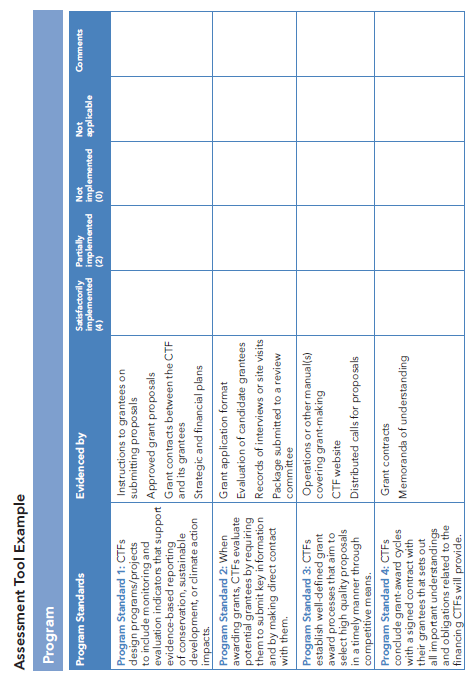 Assessment Tool Example
Program
Program Standards
Evidenced by
Satisfactorily
implemented
(4)
Partially
implemented
(2)
Not
implemented
(0)
Not
applicable
Comments
Program Standard 1: CTFs
design programs/projects
to include monitoring and
evaluation indicators that support
evidence-based reporting
of conservation, sustainable
development, or climate action
impacts.
Instructions to grantees on
submitting proposals
Approved grant proposals
Grant contracts between the CTF
and its grantees
Strategic and financial plans
Program Standard 2: When
awarding grants, CTFs evaluate
potential grantees by requiring
them to submit key information
and by making direct contact
with them.
Grant application format
Evaluation of candidate grantees
Records of interviews or site visits
Package submitted to a review
committee
Program Standard 3: CTFs
establish well-defined grant
award processes that aim to
select high quality proposals
in a timely manner through
competitive means.
Operations or other manual(s)
covering grant-making
CTF website
Distributed calls for proposals
Program Standard 4: CTFs
conclude grant-award cycles
with a signed contract with
their grantees that sets out
all important understandings
and obligations related to the
financing CTFs will provide.
Grant contracts
Memoranda of understanding